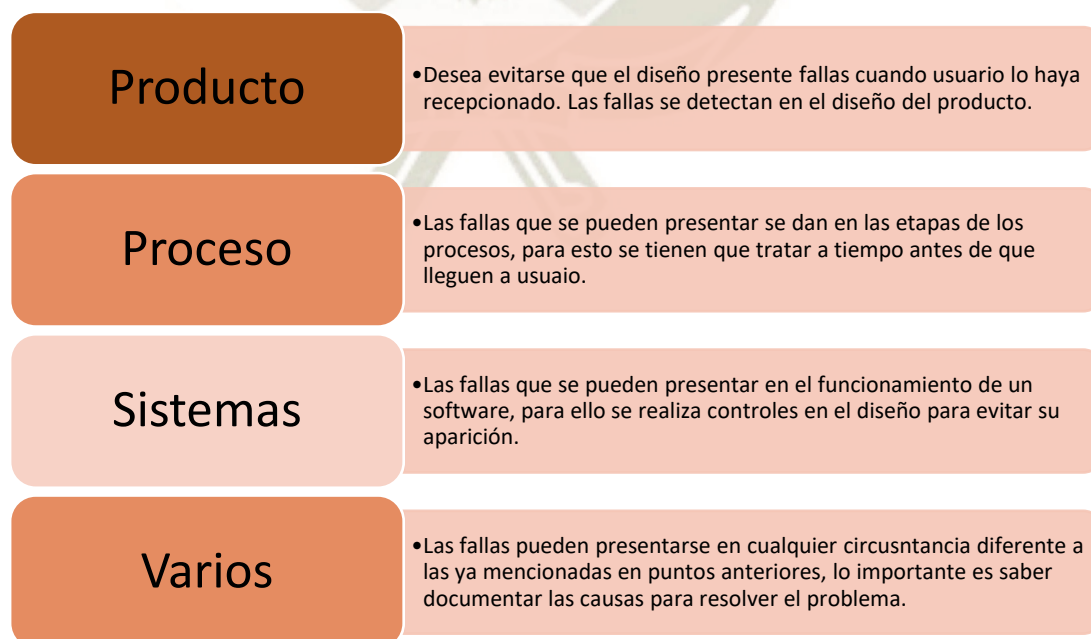 Producto
•Desea evitarse que el diseño presente fallas cuando usuario lo haya
recepcionado. Las fallas se detectan en el diseño del producto.
Proceso
•Las fallas que se pueden presentar se dan en las etapas de los
procesos, para esto se tienen que tratar a tiempo antes de que
lleguen a usuaio.
Sistemas
•Las fallas que se pueden presentar en el funcionamiento de un
software, para ello se realiza controles en el diseño para evitar su
aparición.
Varios
•Las fallas pueden presentarse en cualquier circusntancia diferente a
las ya mencionadas en puntos anteriores, lo importante es saber
documentar las causas para resolver el problema.